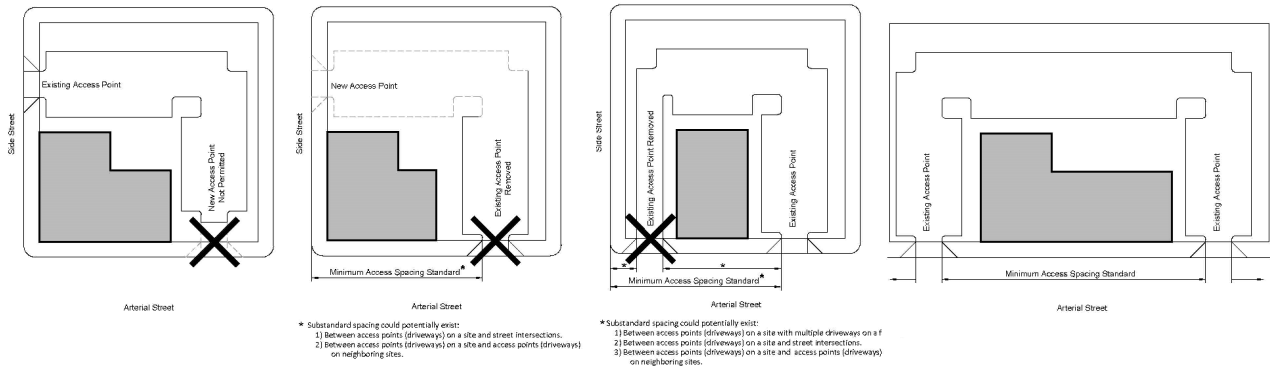 Side Street
Existing Access Point
New Access Point
Not Permitted
Arterial Street
Side Street
New Access Point
Existing Access Point
Removed
Minimum Access Spacing Standard*
Arterial Street
* Substandard spacing could potentially exist:
1) Between access points (driveways) on a site and street intersections.
2) Between access points (driveways) on a site and access points (driveways)
on neighboring sites.
Side Street
Existing Access Point Removed
Existing Access Point
* *
Minimum Access Spacing Standard*
Arterial Street
* Substandard spacing could potentially exist:
1) Between access points (driveways) on a site with multiple driveways on a f
2) Between access points (driveways) on a site and street intersections.
3) Between access points (driveways) on a site and access points (driveways)
on neighboring sites.
Existing Access Point
Existing Access Point
Minimum Access Spacing Standard
Arterial Street